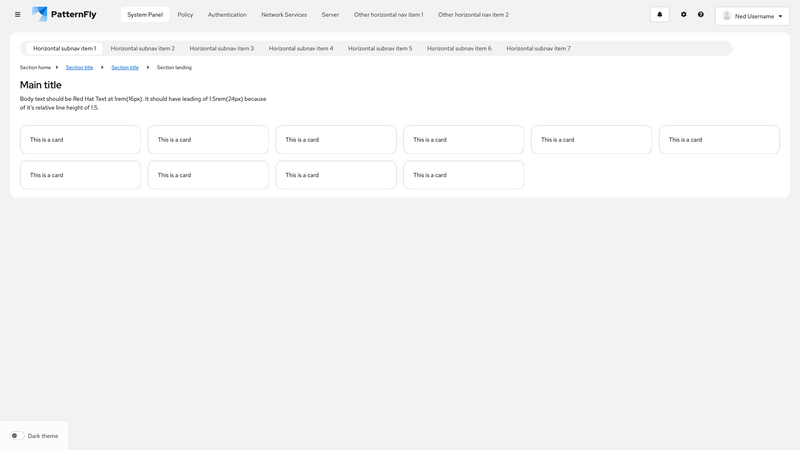 PatternFly System Panel Policy Authentication Network Services Server Other horizontal nav item 1 Other horizontal nav item 2 Ned Username
Horizontal subnav item 1 Horizontal subnav item 2 Horizontal subnav item 3 Horizontal subnav item 4 Horizontal subnav item 5 Horizontal subnav item 6 Horizontal subnav item 7
Section home Section title Section title Section landing
Main title
Body text should be Red Hat Text at 1rem(16px). It should have leading of 1.5rem(24px) because
of it's relative line height of 1.5.
This is a card This is a card This is a card This is a card This is a card This is a card
This is a card This is a card This is a card This is a card
Dark theme